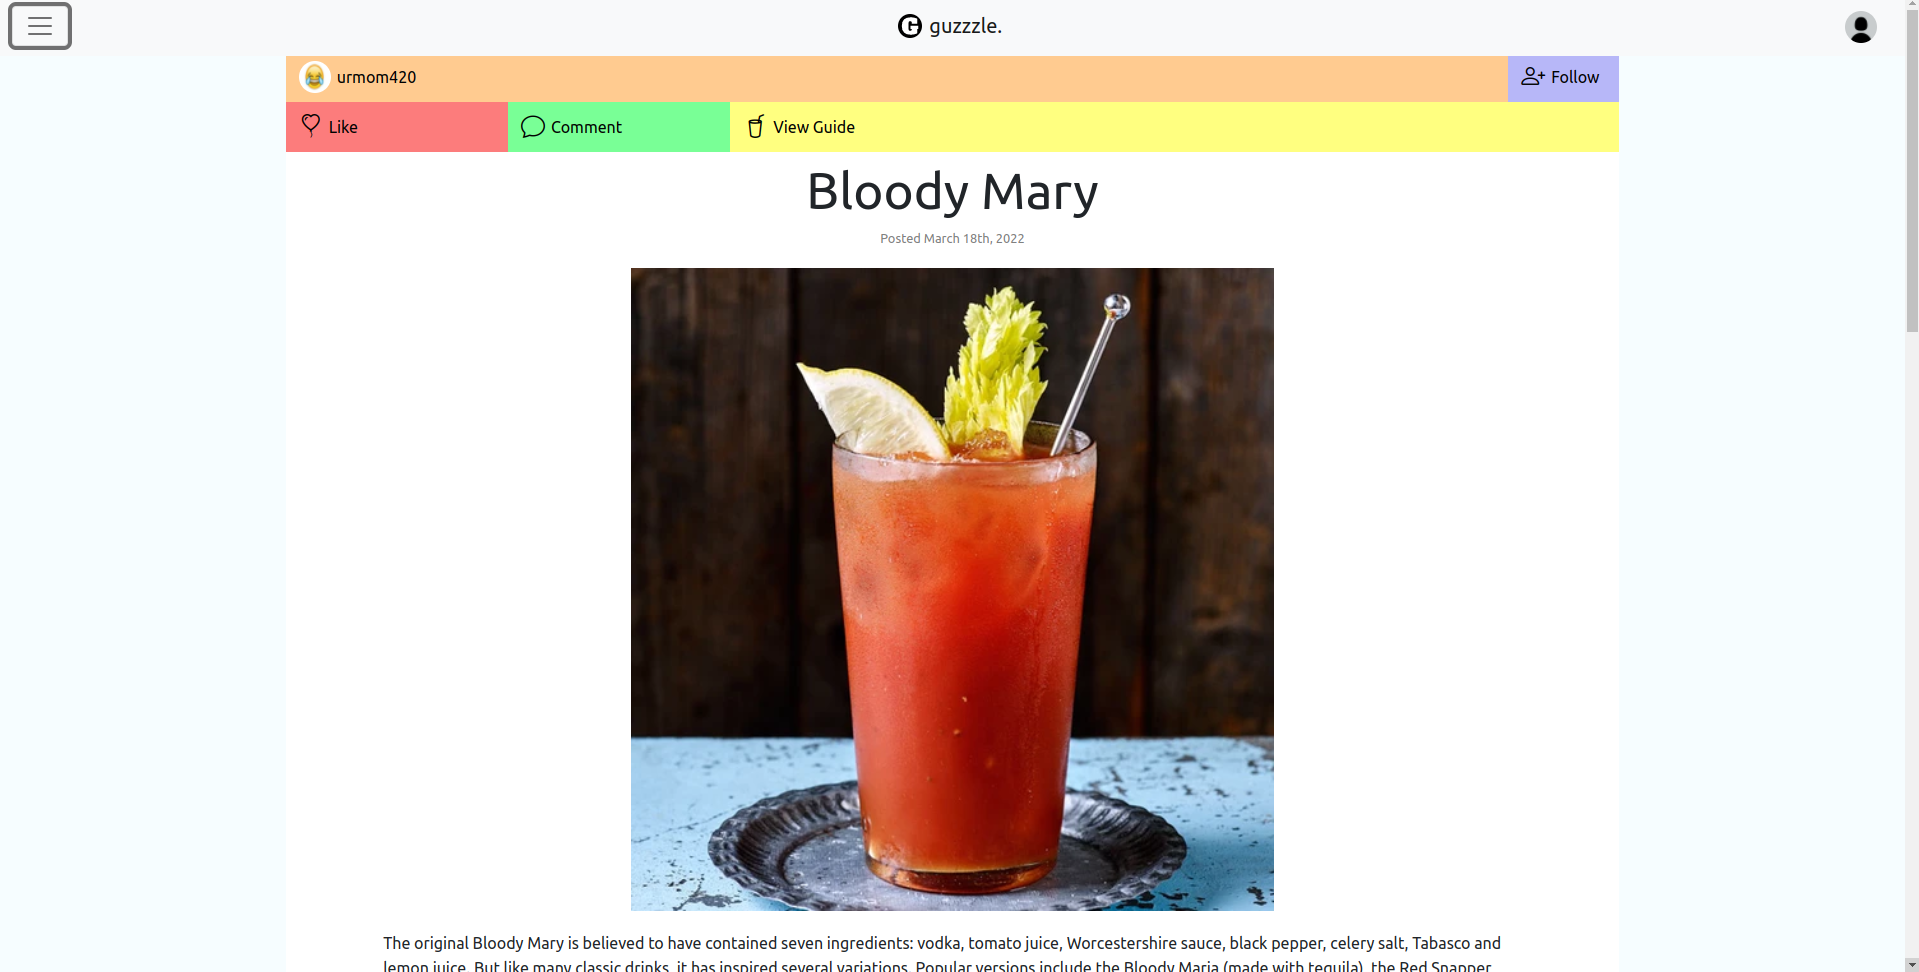 guzzzle.
urmom420
Follow
Like
Comment
View Guide
Bloody Mary
Posted March 18th, 2022
The original Bloody Mary is believed to have contained seven ingredients: vodka, tomato juice, Worcestershire sauce, black pepper, celery salt, Tabasco and
lemon juice. But like many classic drinks, it has inspired several variations. Popular versions include the Bloody Maria (made with tequila), the Red Snapper